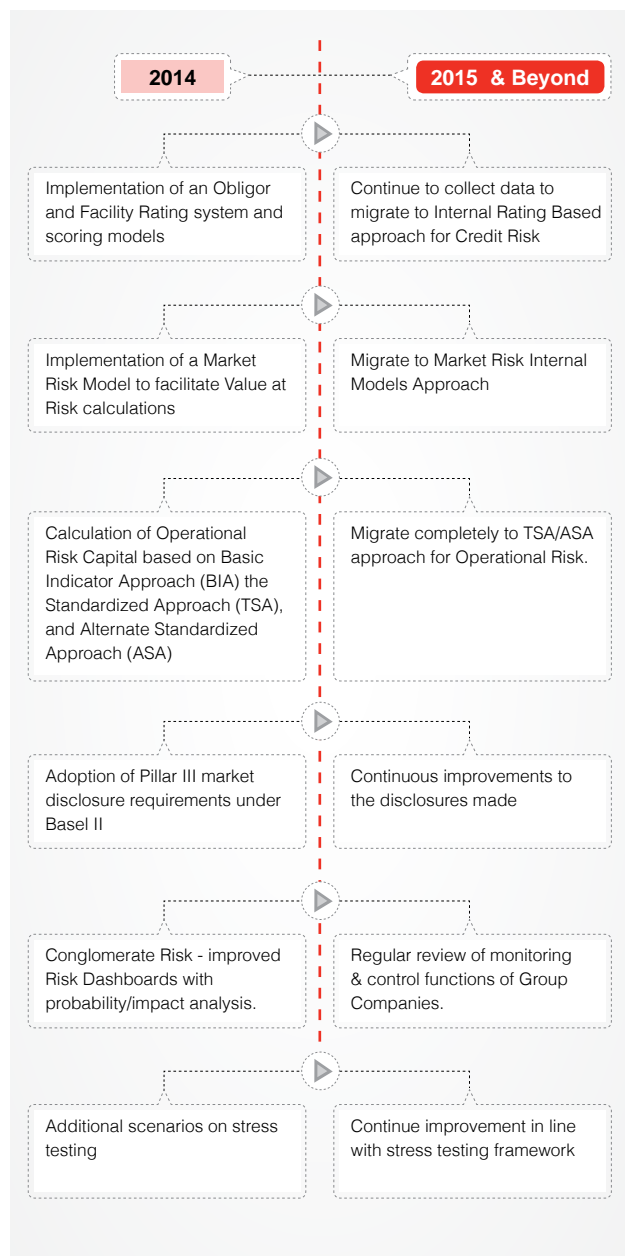 2014
2015 & Beyond
Implementation of an Obligor
and Facility Rating system and
scoring models
Continue to collect data to
migrate to Internal Rating Based
approach for Credit Risk
Implementation of a Market
Risk Model to facilitate Value at
Risk calculations
Migrate to Market Risk Internal
Models Approach
Calculation of Operational
Risk Capital based on Basic
Indicator Approach (BIA) the
Standardized Approach (TSA),
and Alternate Standardized
Approach (ASA)
Migrate completely to TSA/ASA
approach for Operational Risk.
Adoption of Pillar III market
disclosure requirements under
Basel II
Continuous improvements to
the disclosures made
Conglomerate Risk - improved
Risk Dashboards with
probability/impact analysis.
Regular review of monitoring
& control functions of Group
Companies.
Additional scenarios on stress
testing
Continue improvement in line
with stress testing framework